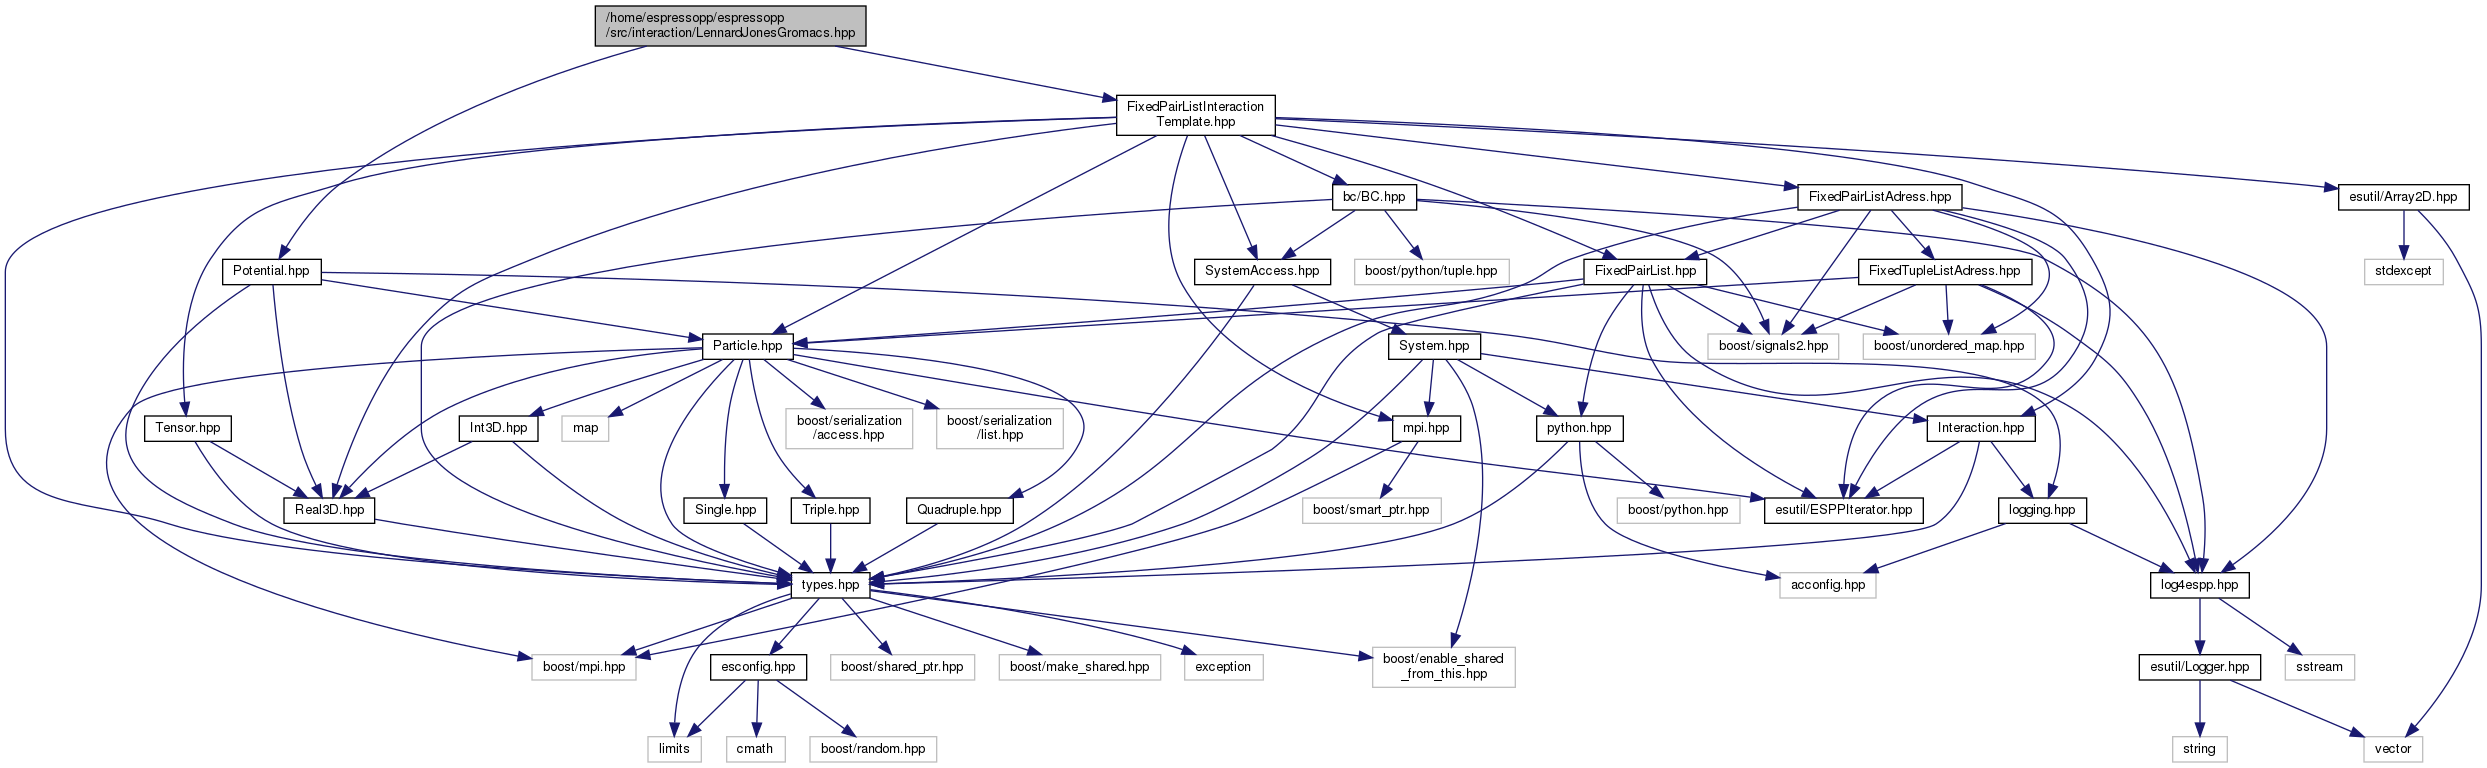 /home/espressopp/espressopp
/src/interaction/LennardJonesGromacs.hpp
FixedPairListInteraction
Template.hpp
bc/BC.hpp
FixedPairListAdress.hpp
esutil/Array2D.hpp
Potential.hpp
SystemAccess.hpp
boost/python/tuple.hpp
FixedPairList.hpp
FixedTupleListAdress.hpp
stdexcept
Particle.hpp
System.hpp
boost/signals2.hpp
boost/unordered_map.hpp
Tensor.hpp
Int3D.hpp
map
boost/serialization
/access.hpp
boost/serialization
/list.hpp
mpi.hpp
python.hpp
Interaction.hpp
Real3D.hpp
Single.hpp
Triple.hpp
Quadruple.hpp
boost/smart_ptr.hpp
boost/python.hpp
esutil/ESPPIterator.hpp
logging.hpp
types.hpp
acconfig.hpp
log4espp.hpp
boost/mpi.hpp
esconfig.hpp
boost/shared_ptr.hpp
boost/make_shared.hpp
exception
boost/enable_shared
_from_this.hpp
esutil/Logger.hpp
sstream
limits
cmath
boost/random.hpp
string
vector